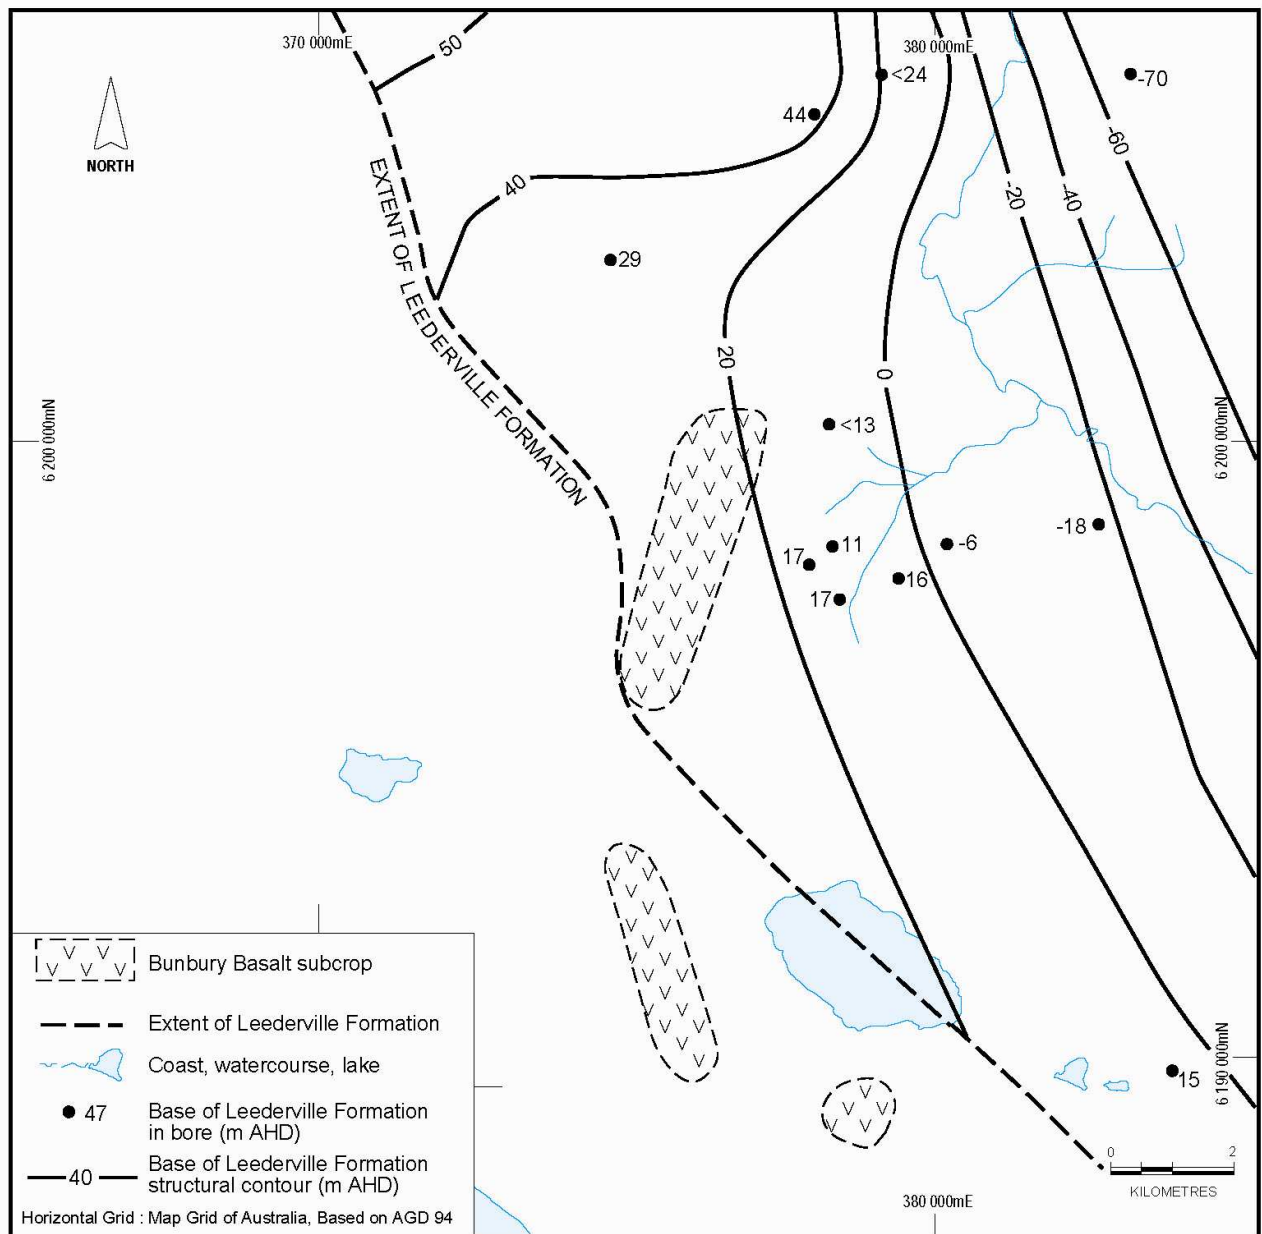 370 000mE
380 000mE
50
<24
-70
44
NORTH
-60
EXTENT OF LEEDERVILLE FORMATION
40
-20
-40
29
20
0
6 200 000mN
6 200 000mN
<13
-18
11
-6
17
16
17
Bunbury Basalt subcrop
Extent of Leederville Formation
Coast, watercourse, lake
47
Base of Leederville Formation
in bore (m AHD)
40
Base of Leederville Formation
structural contour (m AHD)
Horizontal Grid : Map Grid of Australia, Based on AGD 94
15
6 190 000mN
0 2
KILOMETRES
380 000mE